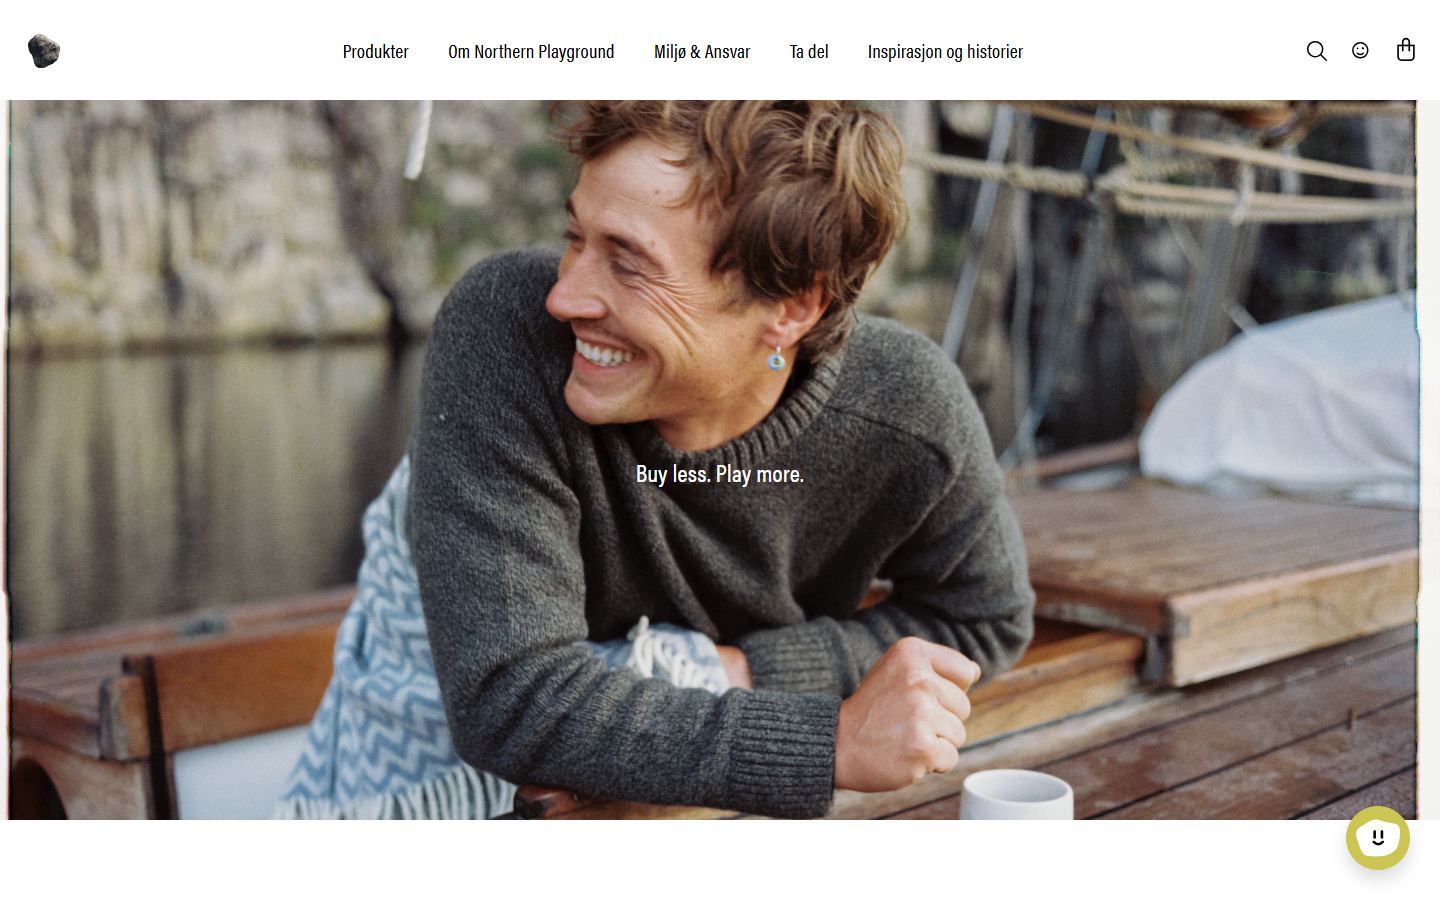 Produkter
Om Northern Playground
Miljø & Ansvar
Ta del
Inspirasjon og historier
Buy less. Play more.